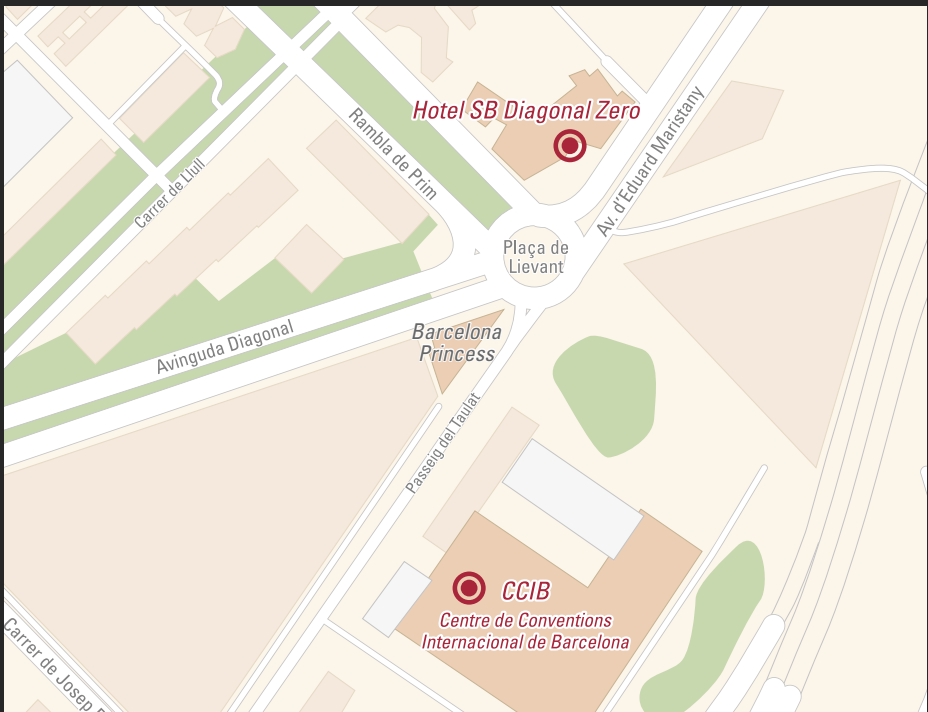 Hotel SB Diagonal Zero
Rambla de Prim
Av. d'Eduard Maristany
Carrer de Llull
Plaça de
Lievant
Avinguda Diagonal
Barcelona
Princess
Passeig del Taulat
CCIB
Centre de Conventions
Internacional de Barcelona
Carrer de Josep